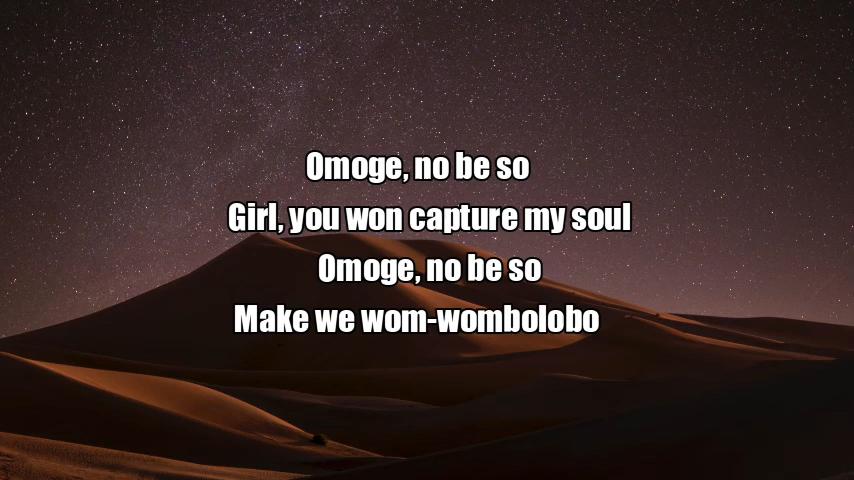 Omoge, no be so
Girl, you won capture my soul
Omoge, no be so
Make we wom-wombolobo